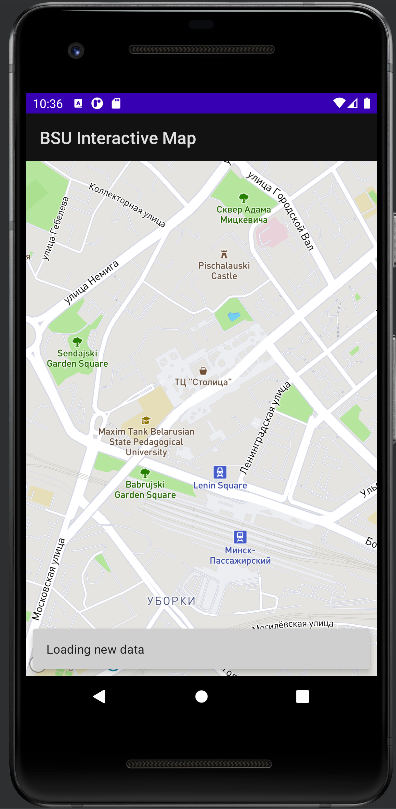 10:36
BSU Interactive Map
улица Городской Вал
Коллекторная улица
улица Гебелева
Сквер Адама
Мицкевича
я
Pischalauski
Castle
улица Немига
Sendajski
Garden Square
ТЦ "Столица"
Ленинградская улица
Maxim Tank Belarusian
State Pedagogical
University
Babrujski
Garden Square
Lenin Square
Минск-
Пассажирский
Московская улица
УБОРКИ
Могилёвская улица
Loading new data